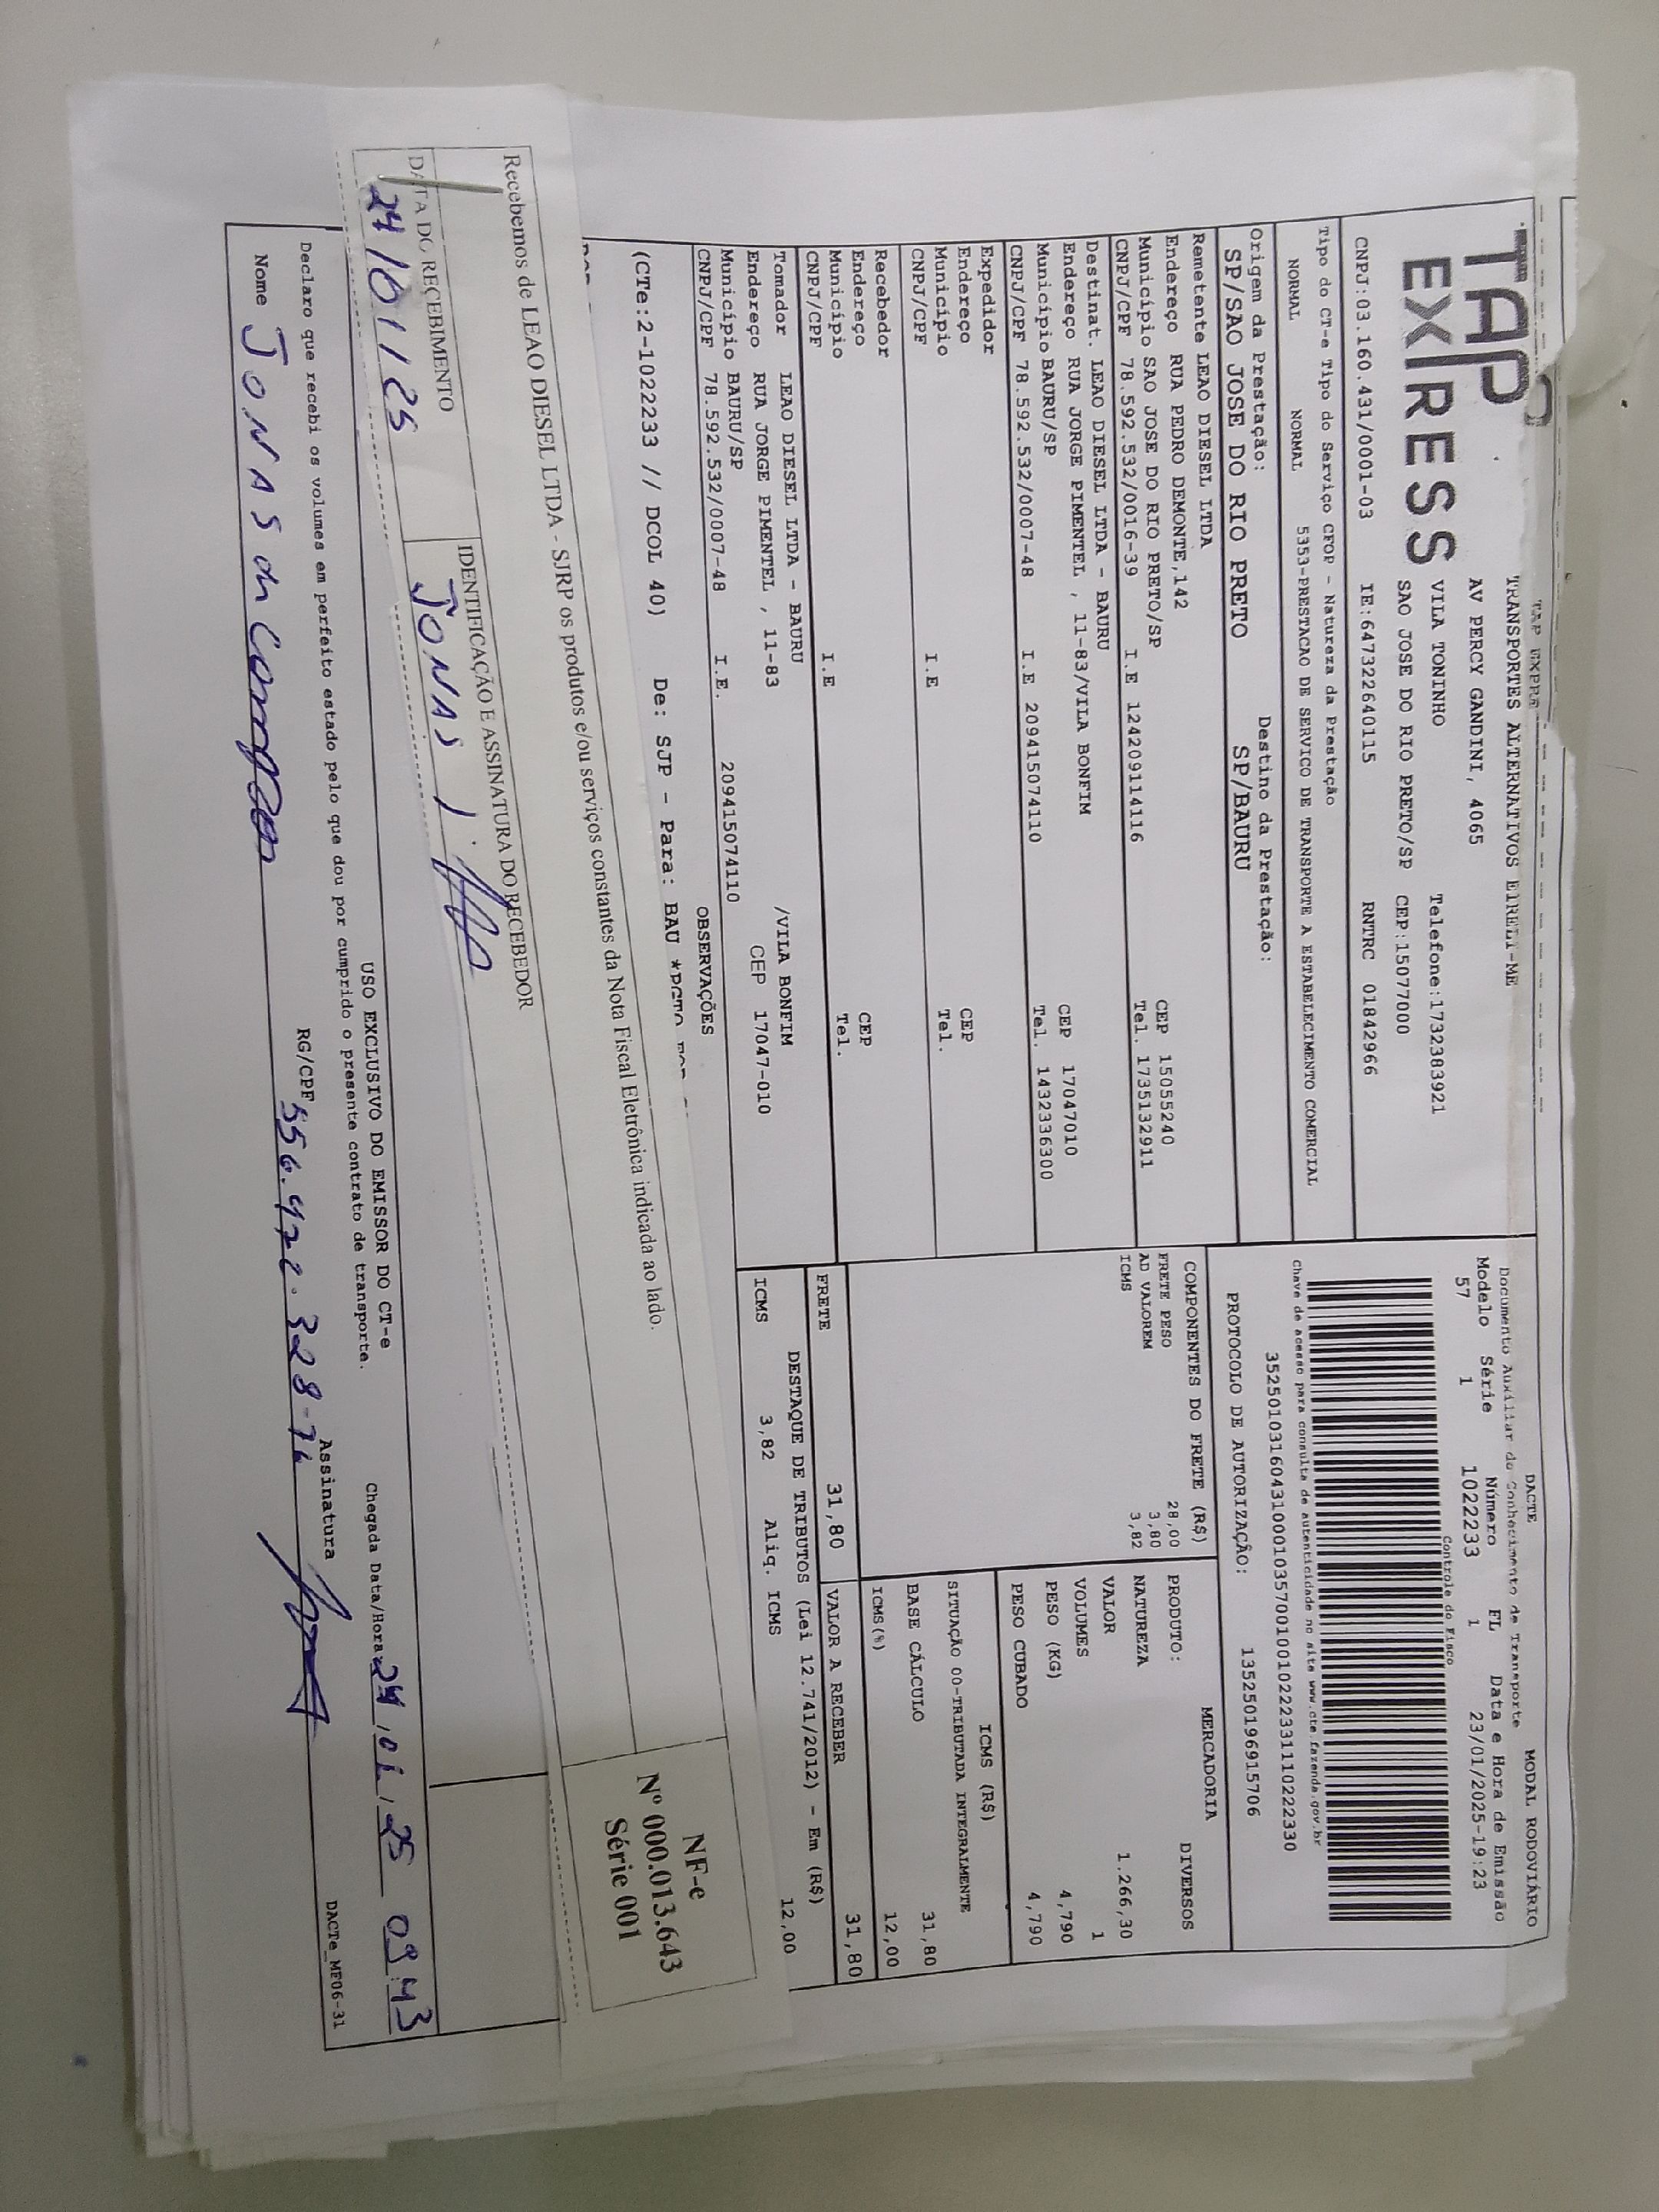 TAP EXPRE
TAP
EXPRESS
TRANSPORTES ALTERNATIVOS EIRELI-ME
AV PERCY GANDINI, 4065
VILA TONINHO Telefone:1732383921
SAO JOSE DO RIO PRETO/SP CEP:15077000
CNPJ:03.160.431/0001-03 IE:647322640115 RNTRC 01842966
Tipo do CT-e Tipo do Serviço CFOP - Natureza da Prestação
NORMAL NORMAL 5353-PRESTACAO DE SERVICO DE TRANSPORTE A ESTABELECIMENTO COMERCIAL
Origem da Prestação: Destino da Prestação:
SP/SAO JOSE DO RIO PRETO SP/BAURU
Remetente LEAO DIESEL LTDA
Endereço RUA PEDRO DEMONTE,142 CEP 15055240
Município SAO JOSE DO RIO PRETO/SP Tel. 1735132911
CNPJ/CPF 78.592.532/0016-39 I.E 124209114116
Destinat. LEAO DIESEL LTDA - BAURU
Endereço RUA JORGE PIMENTEL , 11-83/VILA BONFIM CEP 17047010
Município BAURU/SP Tel. 1432336300
CNPJ/CPF 78.592.532/0007-48 I.E 209415074110
Expedidor
Endereço CEP
Município Tel.
CNPJ/CPF I.E
Recebedor
Endereço CEP
Município Tel.
CNPJ/CPF I.E
Tomador LEAO DIESEL LTDA - BAURU
Endereço RUA JORGE PIMENTEL , 11-83 /VILA BONFIM
Município BAURU/SP CEP 17047-010
CNPJ/CPF 78.592.532/0007-48 I.E. 209415074110
OBSERVAÇÕES
(CTe:2-1022233 // DCOL 40) De: SJP - Para: BAU
DACTE MODAL RODOVIÁRIO
Documento Auxiliar do Conhecimento de Transporte
Modelo Série Número FL Data e Hora de Emissão
57 1 1022233 1 23/01/2025-19:23
Controle do Fisco
Chave de acesso para consulta de autenticidade no site www.cte.fazenda.gov.br
35250103160431000103570010010222331110222330
PROTOCOLO DE AUTORIZAÇÃO: 135250196915706
COMPONENTES DO FRETE (R$)
FRETE PESO 28,00
AD VALOREM 3,80
ICMS 3,82
MERCADORIA
PRODUTO: DIVERSOS
NATUREZA
VALOR 1.266,30
VOLUMES 1
PESO (KG) 4,790
PESO CUBADO 4,790
ICMS (R$)
SITUAÇÃO 00-TRIBUTADA INTEGRALMENTE
BASE CÁLCULO 31,80
ICMS(%) 12,00
FRETE 31,80 VALOR A RECEBER 31,80
DESTAQUE DE TRIBUTOS (Lei 12.741/2012) - Em (R$)
ICMS 3,82 Aliq. ICMS 12,00
Recebemos de LEAO DIESEL LTDA - SJRP os produtos e/ou serviços constantes da Nota Fiscal Eletrônica indicada ao lado.
DATA DO RECEBIMENTO IDENTIFICAÇÃO E ASSINATURA DO RECEBEDOR
24/01/25 JONAS
NF-e
Nº 000.013.643
Série 001
USO EXCLUSIVO DO EMISSOR DO CT-e
Chegada Data/Hora 24/01/25 09:43
Declaro que recebi os volumes em perfeito estado pelo que dou por cumprido o presente contrato de transporte.
Nome JONAS RG/CPF 556.472.328-76 Assinatura
DACTe_MF06-31